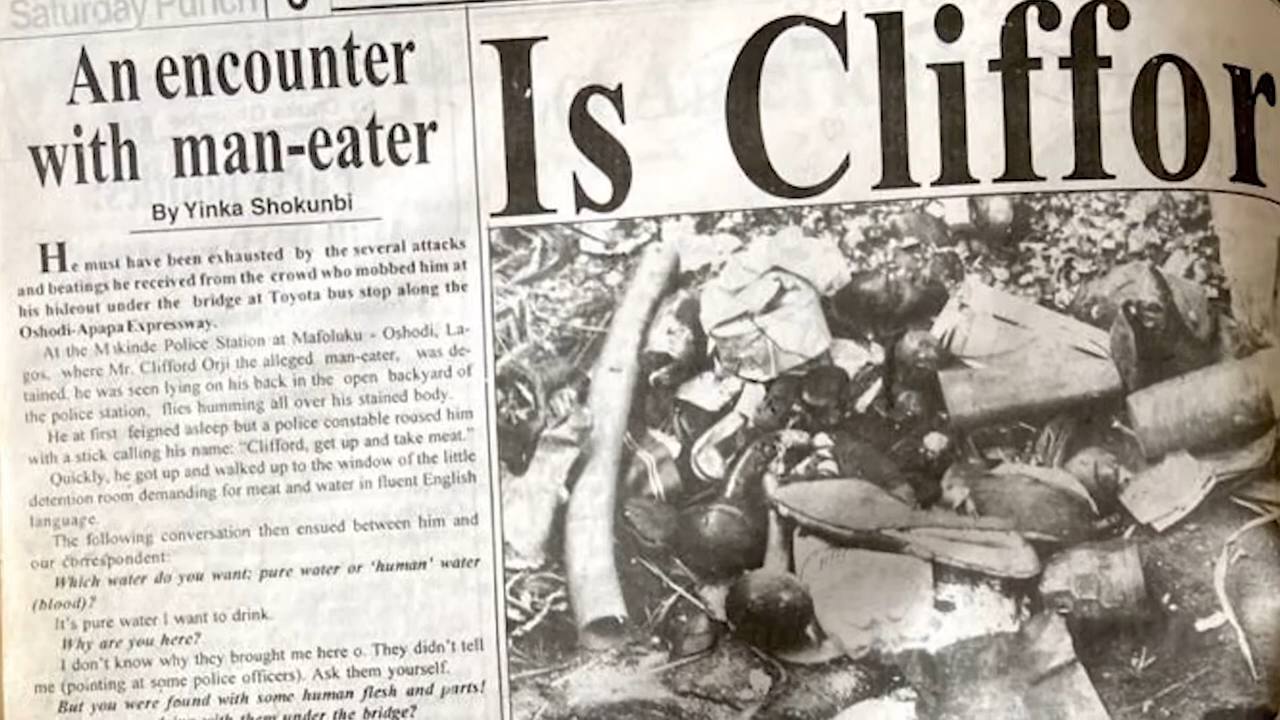 Saturday Punch
An encounter
with man-eater
By Yinka Shokunbi
He must have been exhausted by the several attacks
and beatings he received from the crowd who mobbed him at
his hideout under the bridge at Toyota bus stop along the
Oshodi-Apapa Expressway.
At the Makinde Police Station at Mafoluku - Oshodi, La-
gos, where Mr. Clifford Orji the alleged man-eater, was de-
tained, he was seen lying on his back in the open backyard of
the police station, flies humming all over his stained body.
He at first feigned asleep but a police constable roused him
with a stick calling his name: "Clifford, get up and take meat."
Quickly, he got up and walked up to the window of the little
detention room demanding for meat and water in fluent English
language.
The following conversation then ensued between him and
our correspondent:
Which water do you want; pure water or 'human' water
(blood)?
It's pure water I want to drink.
Why are you here?
I don't know why they brought me here o. They didn't tell
me (pointing at some police officers). Ask them yourself.
But you were found with some human flesh and parts!
with them under the bridge?
Is Cliffor